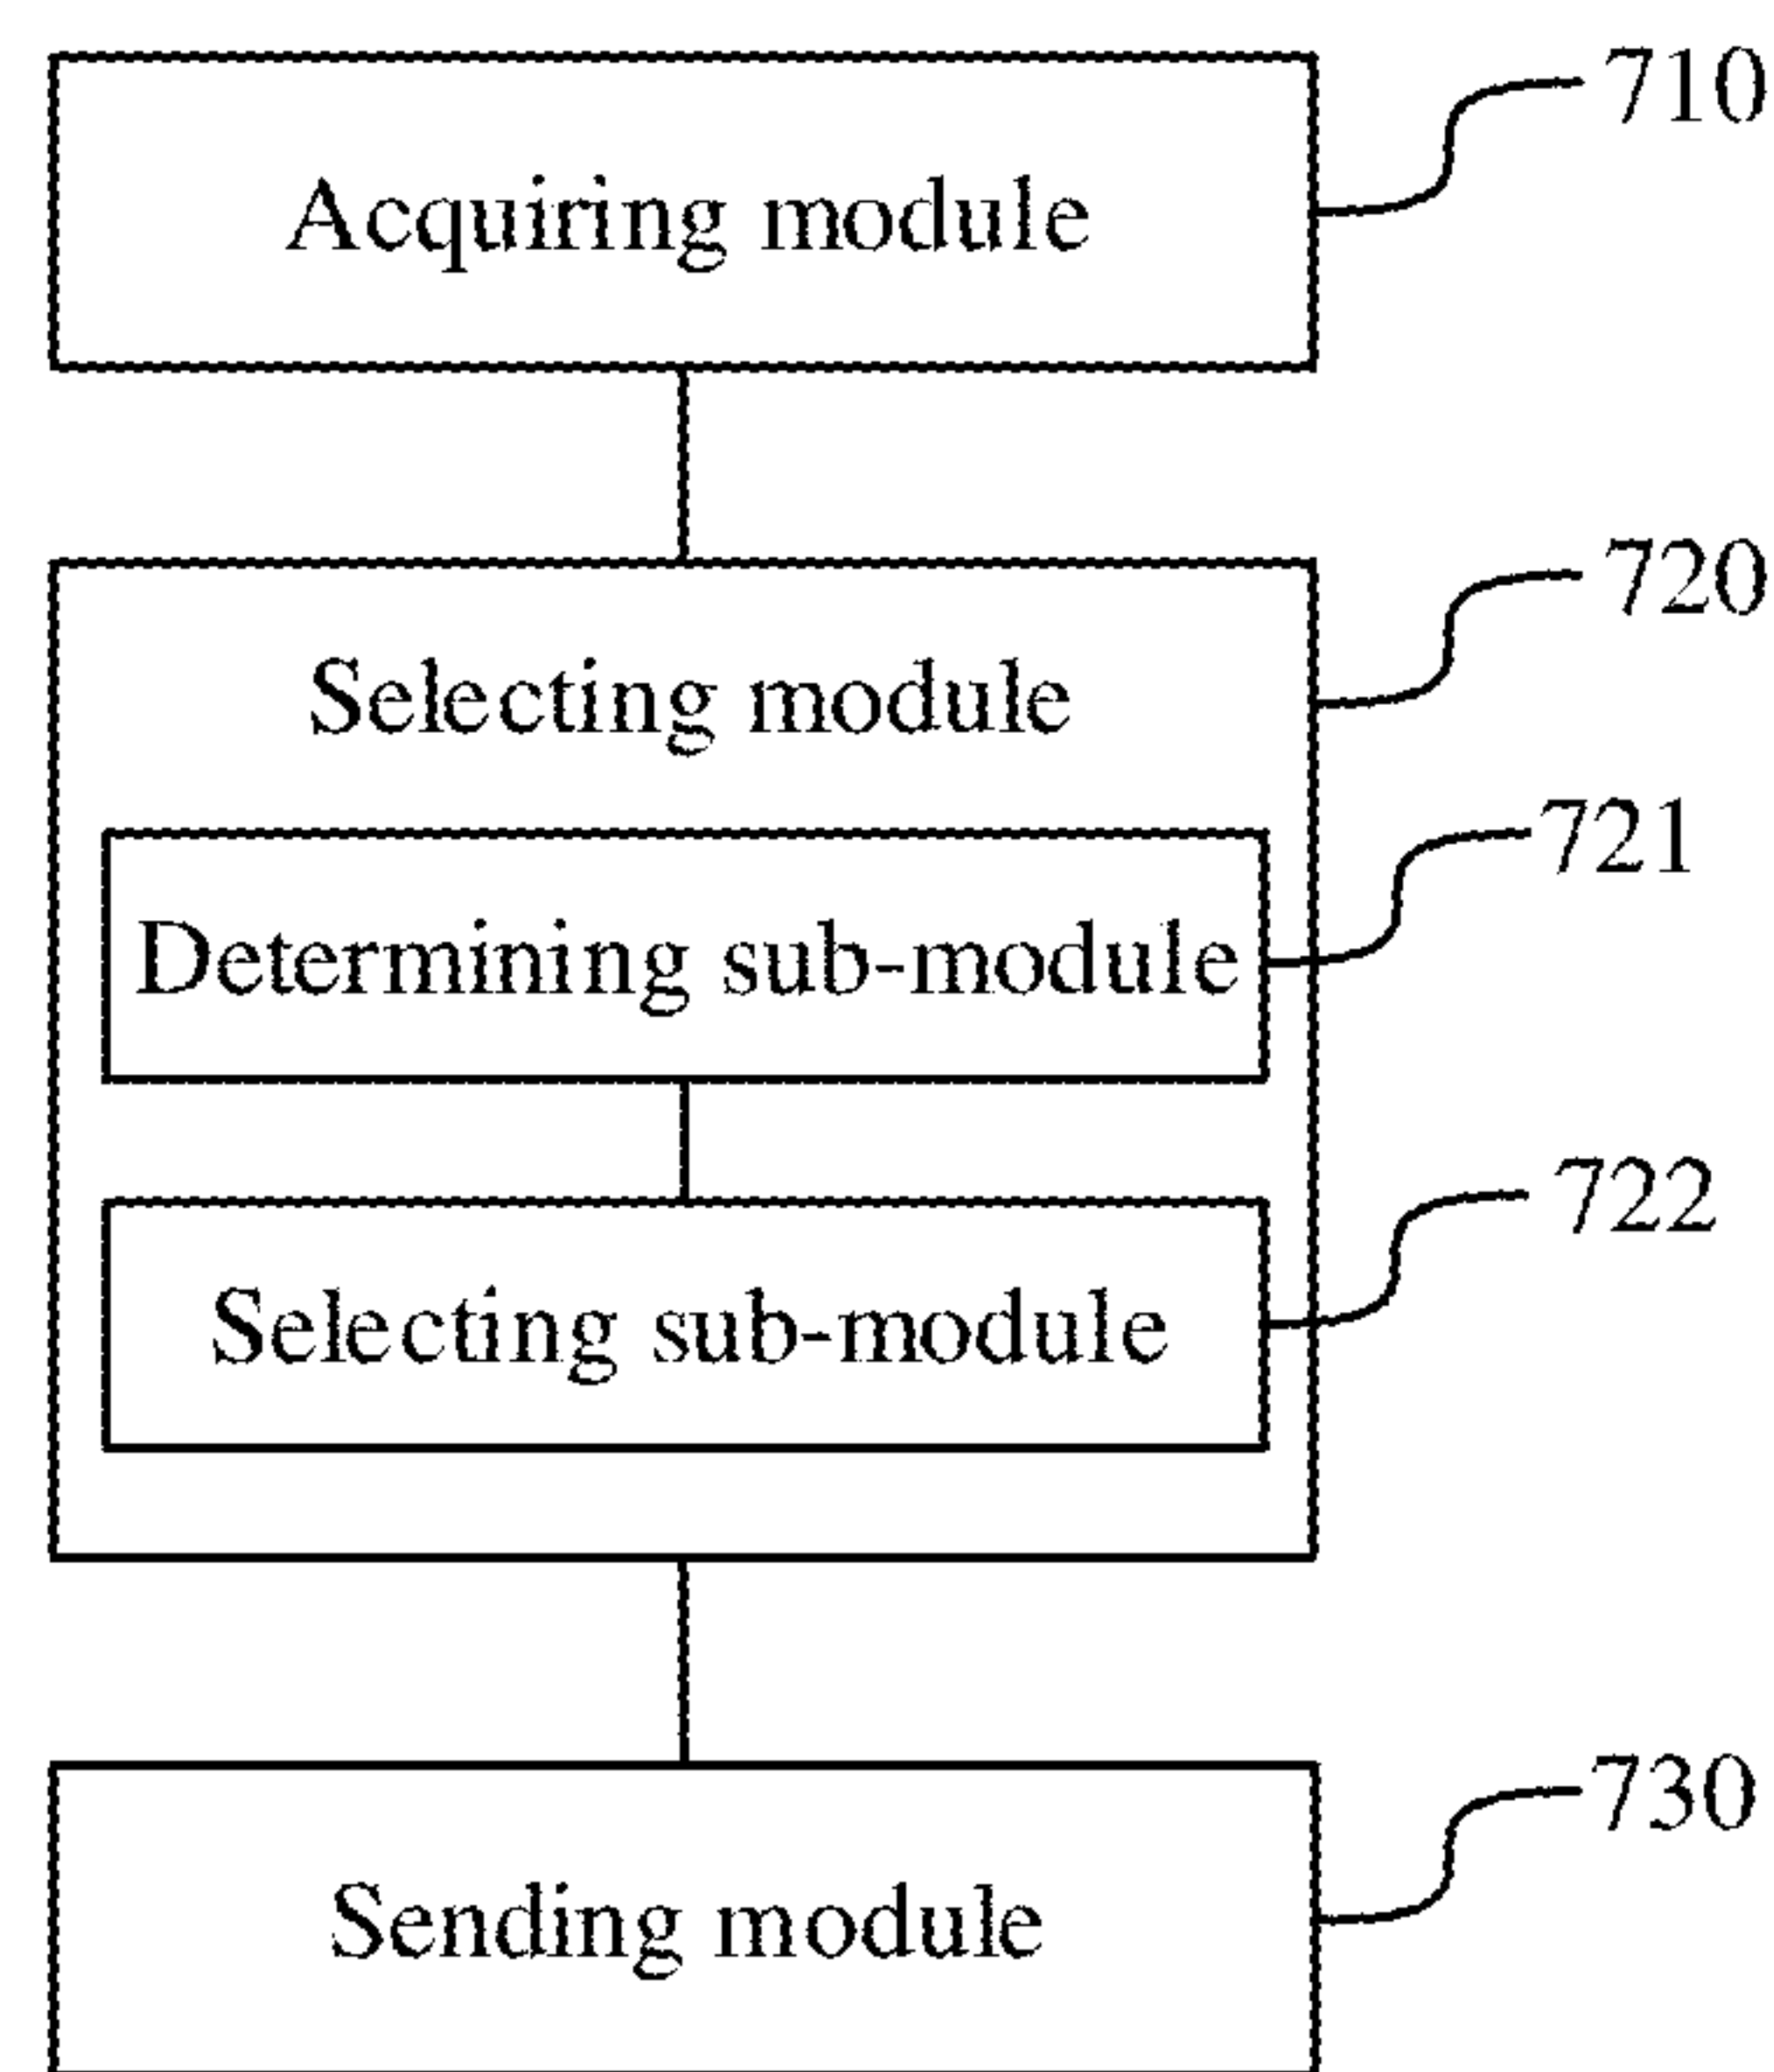 710
Acquiring module
720
Selecting module
721
Determining sub-module
722
Selecting sub-module
730
Sending module